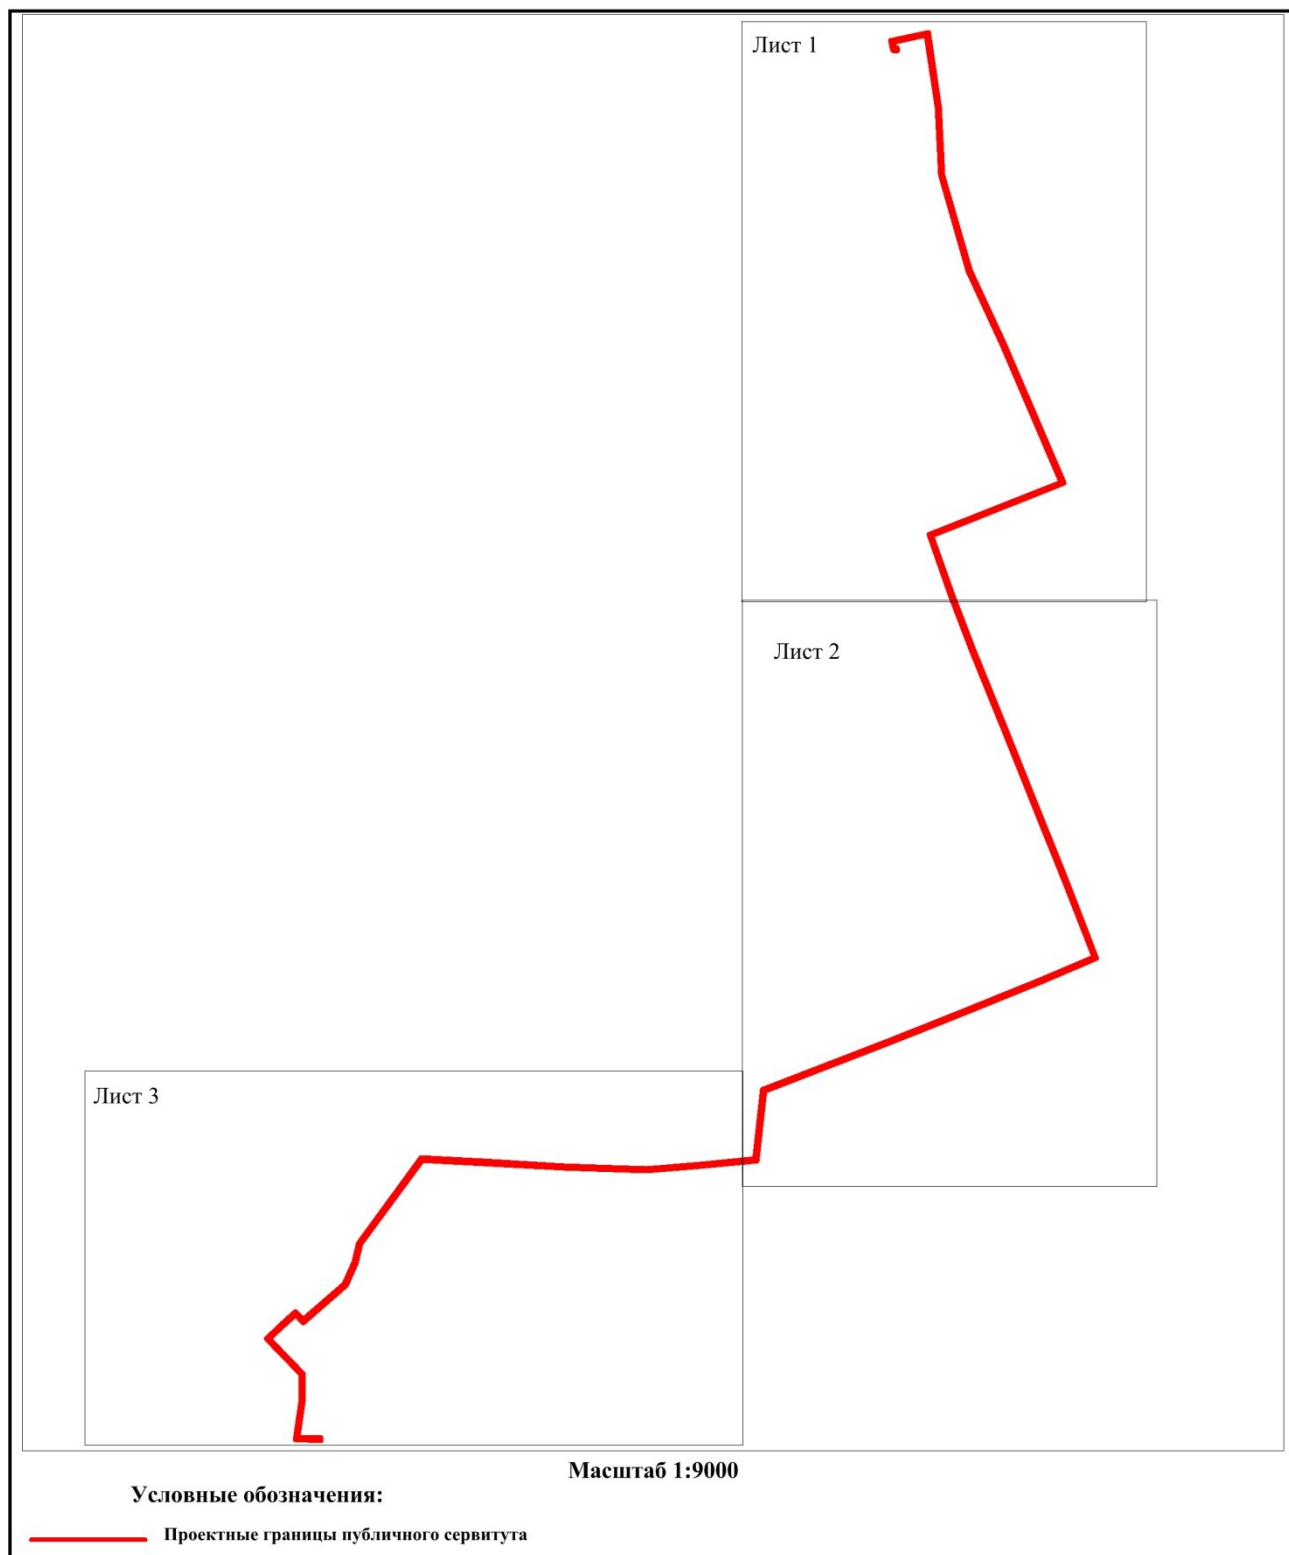 Лист 1
Лист 2
Лист 3
Масштаб 1:9000
Условные обозначения:
Проектные границы публичного сервитута